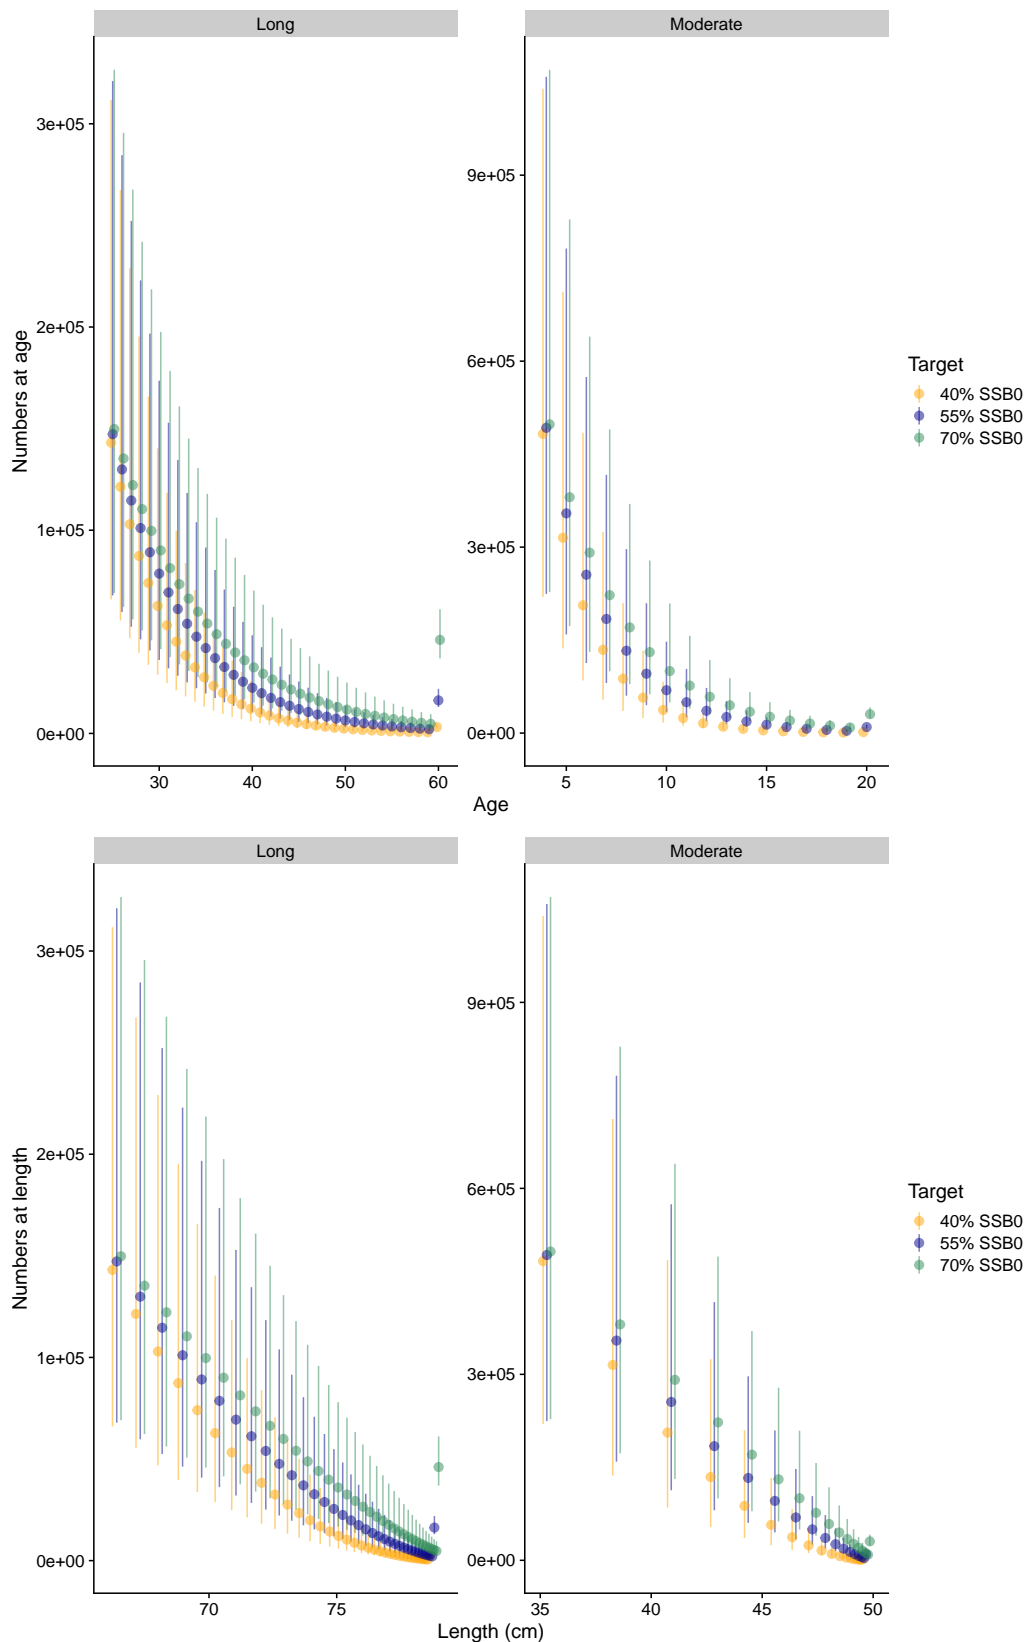 Long
Moderate
3e+05
2e+05
1e+05
0e+00
9e+05
6e+05
3e+05
0e+00
Numbers at age
30
40
50
60
5
10
15
20
Age
Target
40% SSB0
55% SSB0
70% SSB0
Long
Moderate
3e+05
2e+05
1e+05
0e+00
9e+05
6e+05
3e+05
0e+00
Numbers at length
70
75
35
40
45
50
Length (cm)
Target
40% SSB0
55% SSB0
70% SSB0